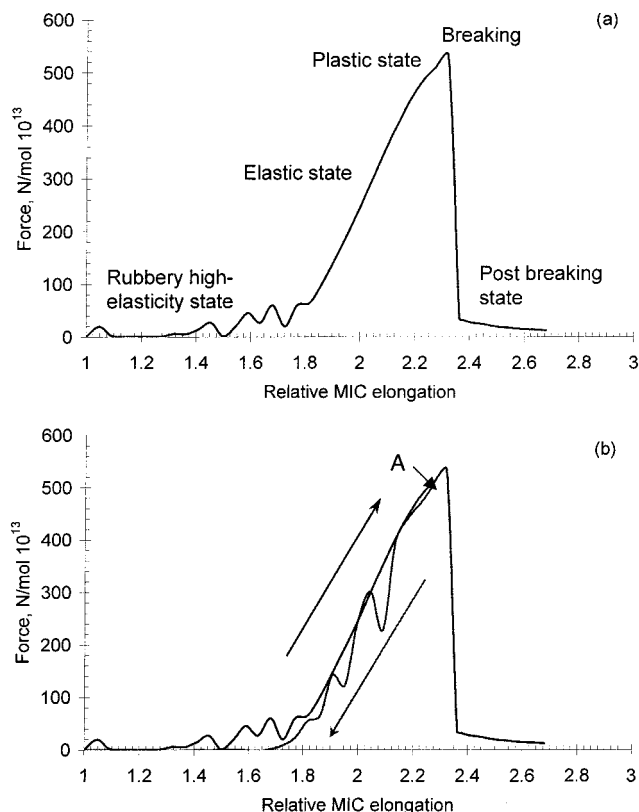 (a)
600
500
400
300
200
100
0
Force, N/mol 10¹³
Breaking
Plastic state
Elastic state
Rubbery high-
elasticity state
Post breaking
state
1 1.2 1.4 1.6 1.8 2 2.2 2.4 2.6 2.8 3
Relative MIC elongation
(b)
600
500
400
300
200
100
0
Force, N/mol 10¹³
A
1 1.2 1.4 1.6 1.8 2 2.2 2.4 2.6 2.8 3
Relative MIC elongation